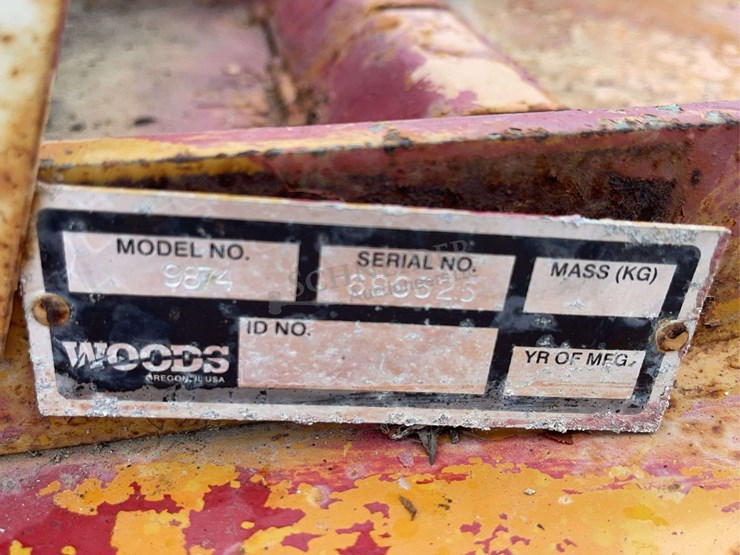 MODEL NO.
9874
SERIAL NO.
MASS (KG)
WOODS
OREGON, IL USA
ID NO.
YR OF MFG.